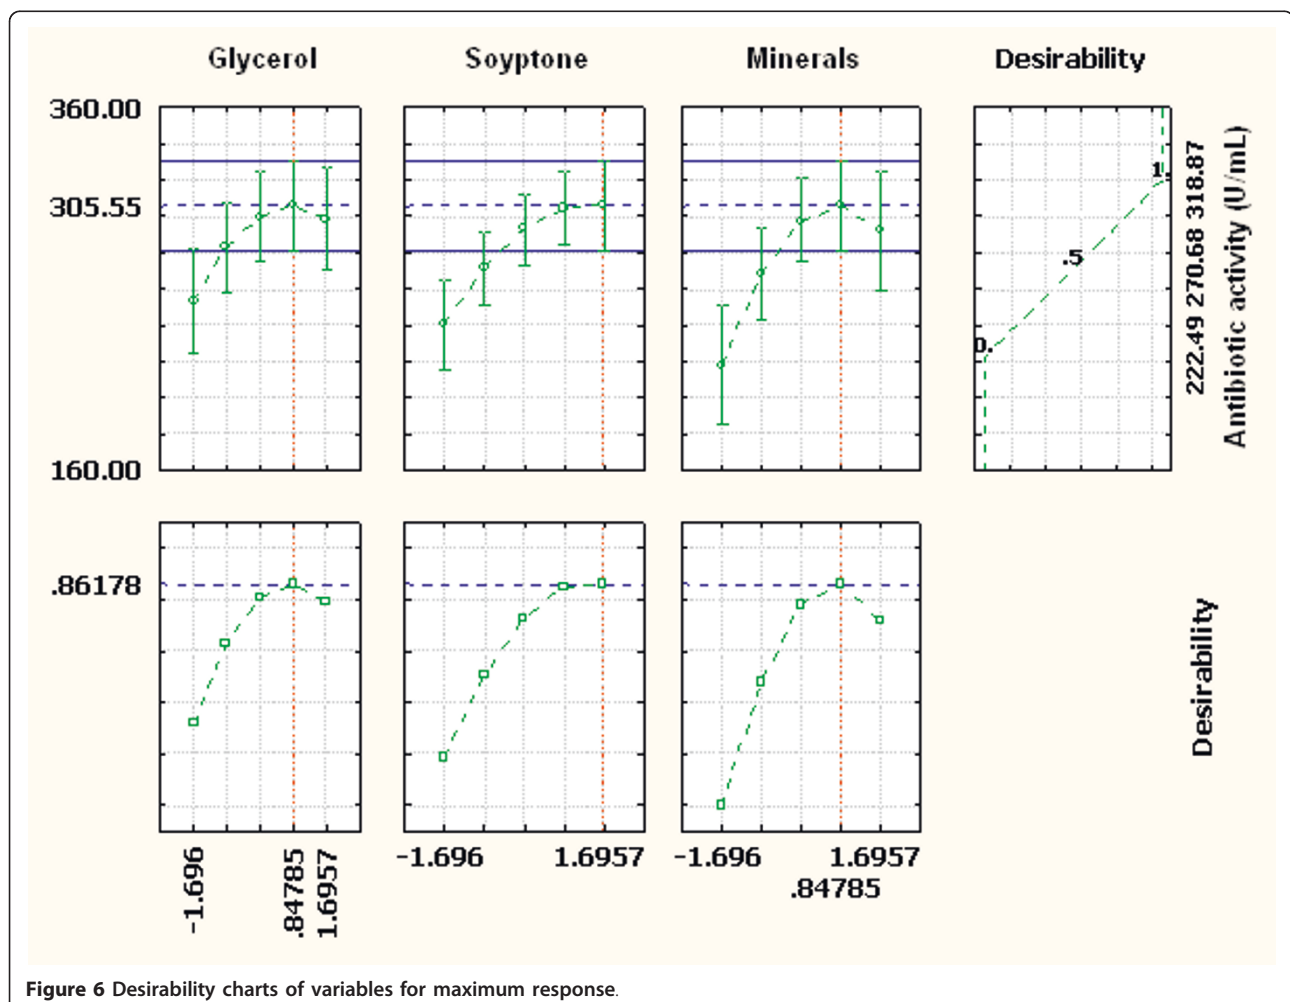 Glycerol Soyptone Minerals Desirability
360.00
305.55
160.00
1.
.5
0.
222.49 270.68 318.87
Antibiotic activity (U/mL)
.86178
Desirability
-1.696 .84785 1.6957
-1.696 1.6957
-1.696 1.6957
.84785
Figure 6 Desirability charts of variables for maximum response.